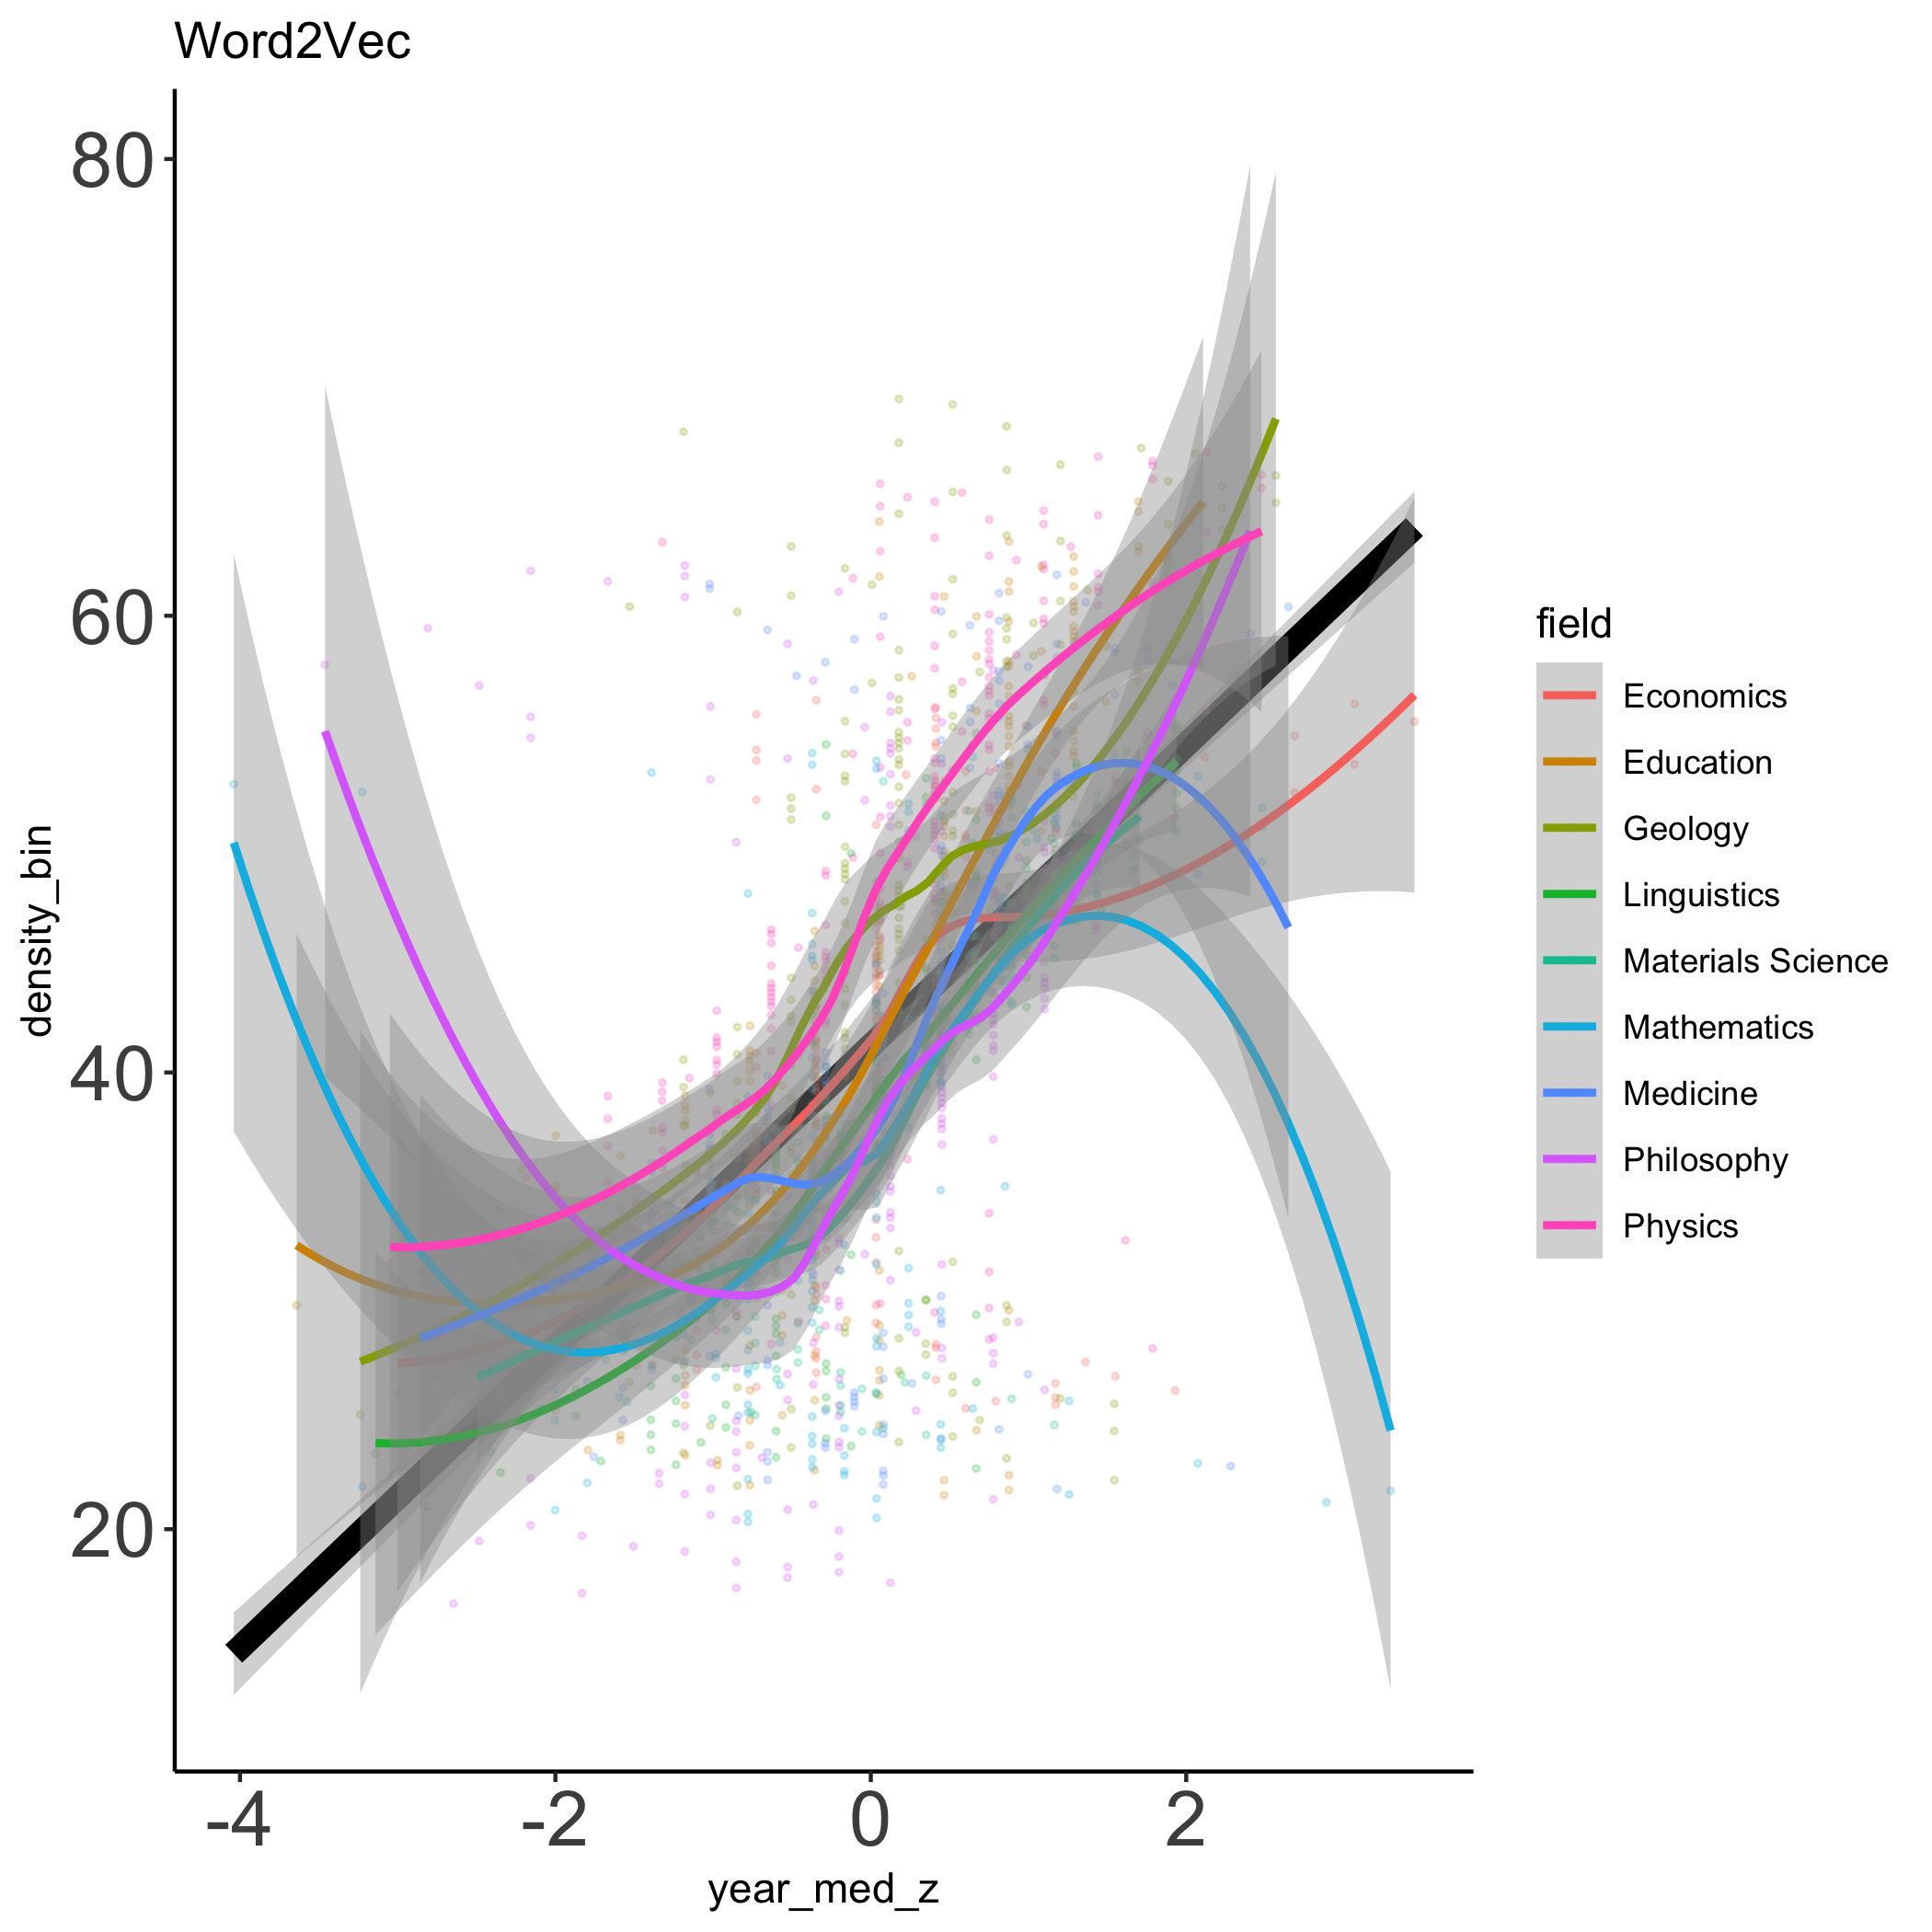 Word2Vec
80
60
40
20
density_bin
-4 -2 0 2
year_med_z
field
Economics
Education
Geology
Linguistics
Materials Science
Mathematics
Medicine
Philosophy
Physics